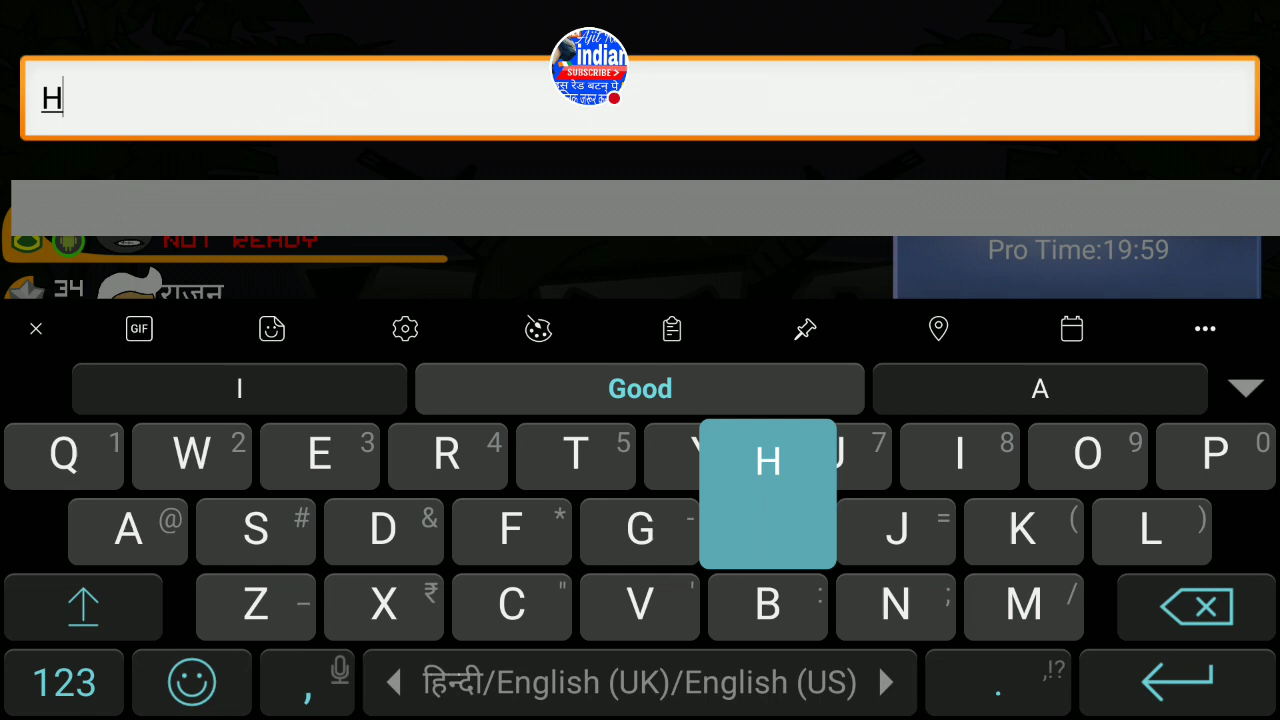 indian
SUBSCRIBE >
H
NOT READY
Pro Time:19:59
34 राजन
GIF
I Good A
Q 1 W 2 E 3 R 4 T 5 H 7 I 8 O 9 P 0
A @ S # D & F * G - J = K ( L )
Z – X ₹ C " V ' B : N ; M /
123 , हिन्दी/English (UK)/English (US) . ,!?